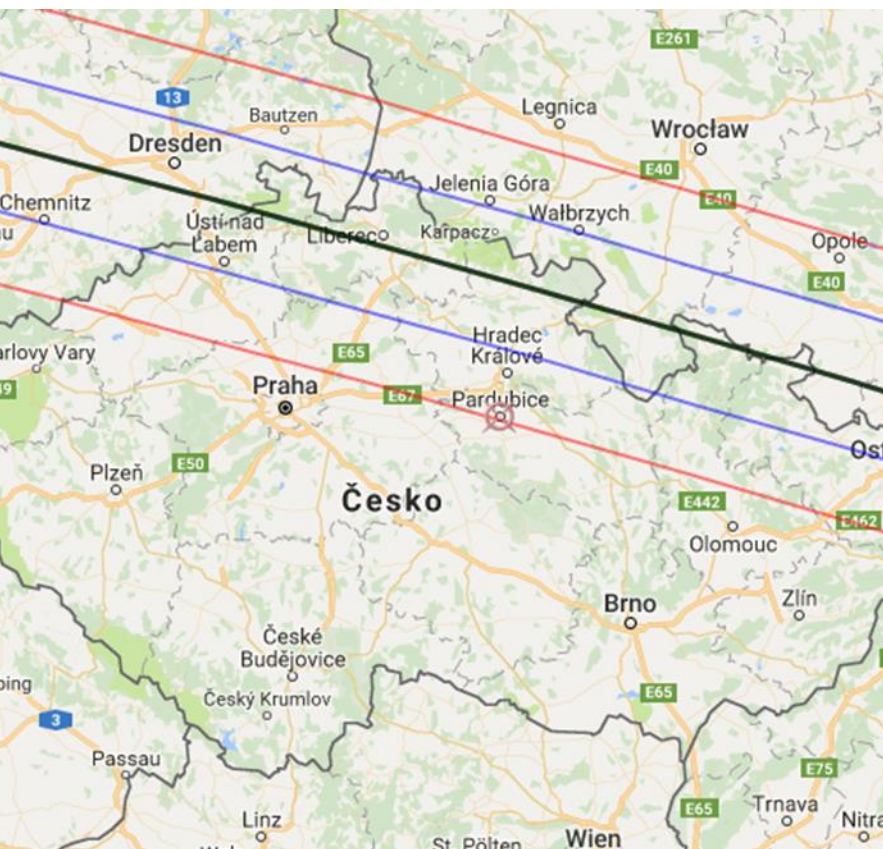 E261
13
Bautzen
Legnica
Wrocław
Dresden
E40
Jelenia Góra
E40
Chemnitz
Wałbrzych
Ústí nad
Labem
Liberec
Karpacz
Opole
E40
Hradec
Králové
E65
arlovy Vary
49
Praha
E67
Pardubice
Ost
E50
Plzeň
Česko
E442
E462
Olomouc
Brno
Zlín
České
Budějovice
ping
Český Krumlov
E65
3
Passau
E75
E65
Trnava
Linz
Nitra
St. Pölten
Wien